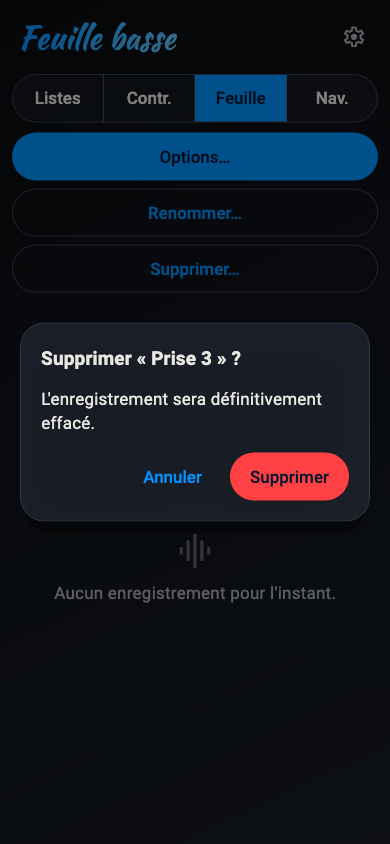 Feuille basse
Listes
Contr.
Feuille
Nav.
Options…
Renommer…
Supprimer…
Supprimer « Prise 3 » ?
L'enregistrement sera définitivement
effacé.
Annuler
Supprimer
Aucun enregistrement pour l'instant.